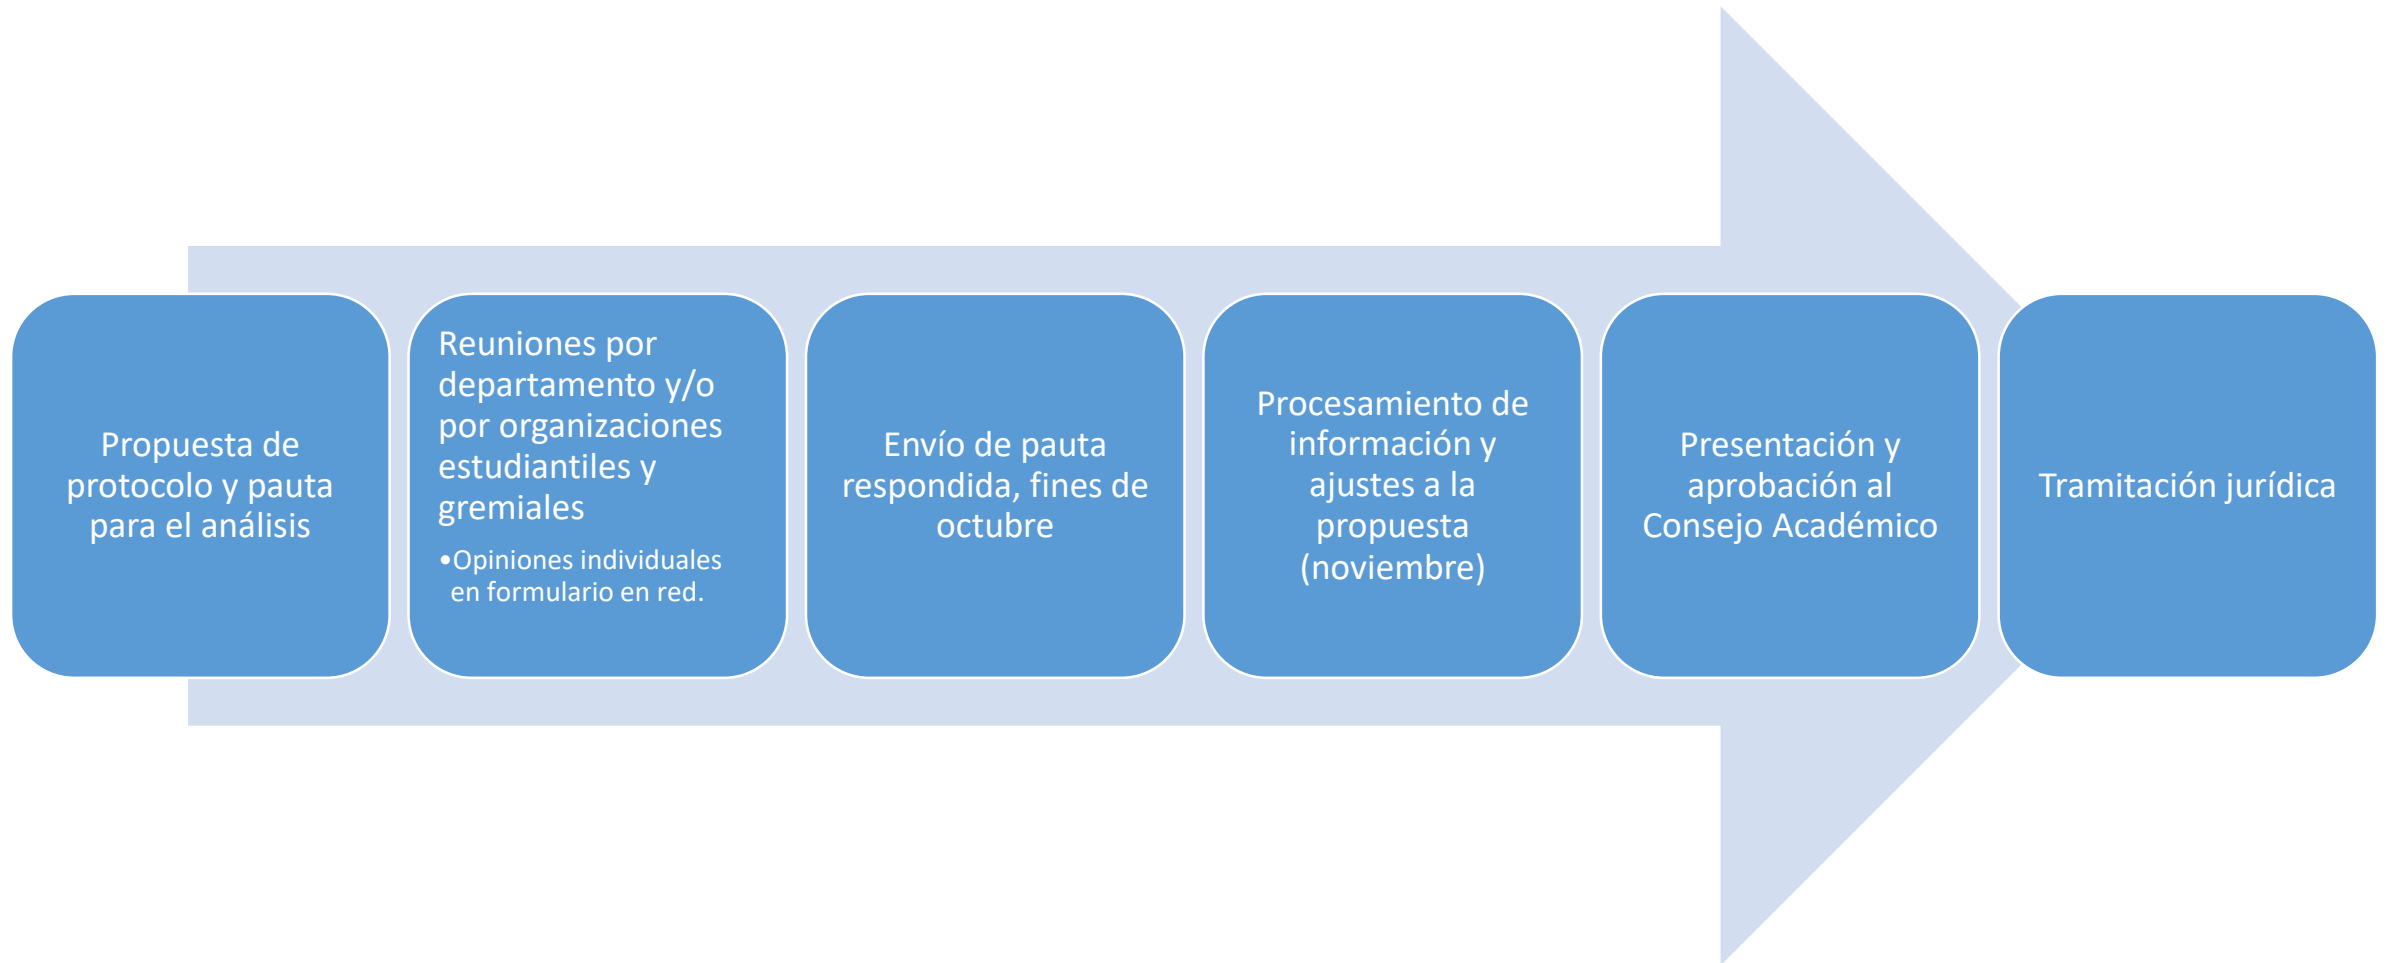 Propuesta de
protocolo y pauta
para el análisis
Reuniones por
departamento y/o
por organizaciones
estudiantiles y
gremiales
•Opiniones individuales
en formulario en red.
Envío de pauta
respondida, fines de
octubre
Procesamiento de
información y
ajustes a la
propuesta
(noviembre)
Presentación y
aprobación al
Consejo Académico
Tramitación jurídica